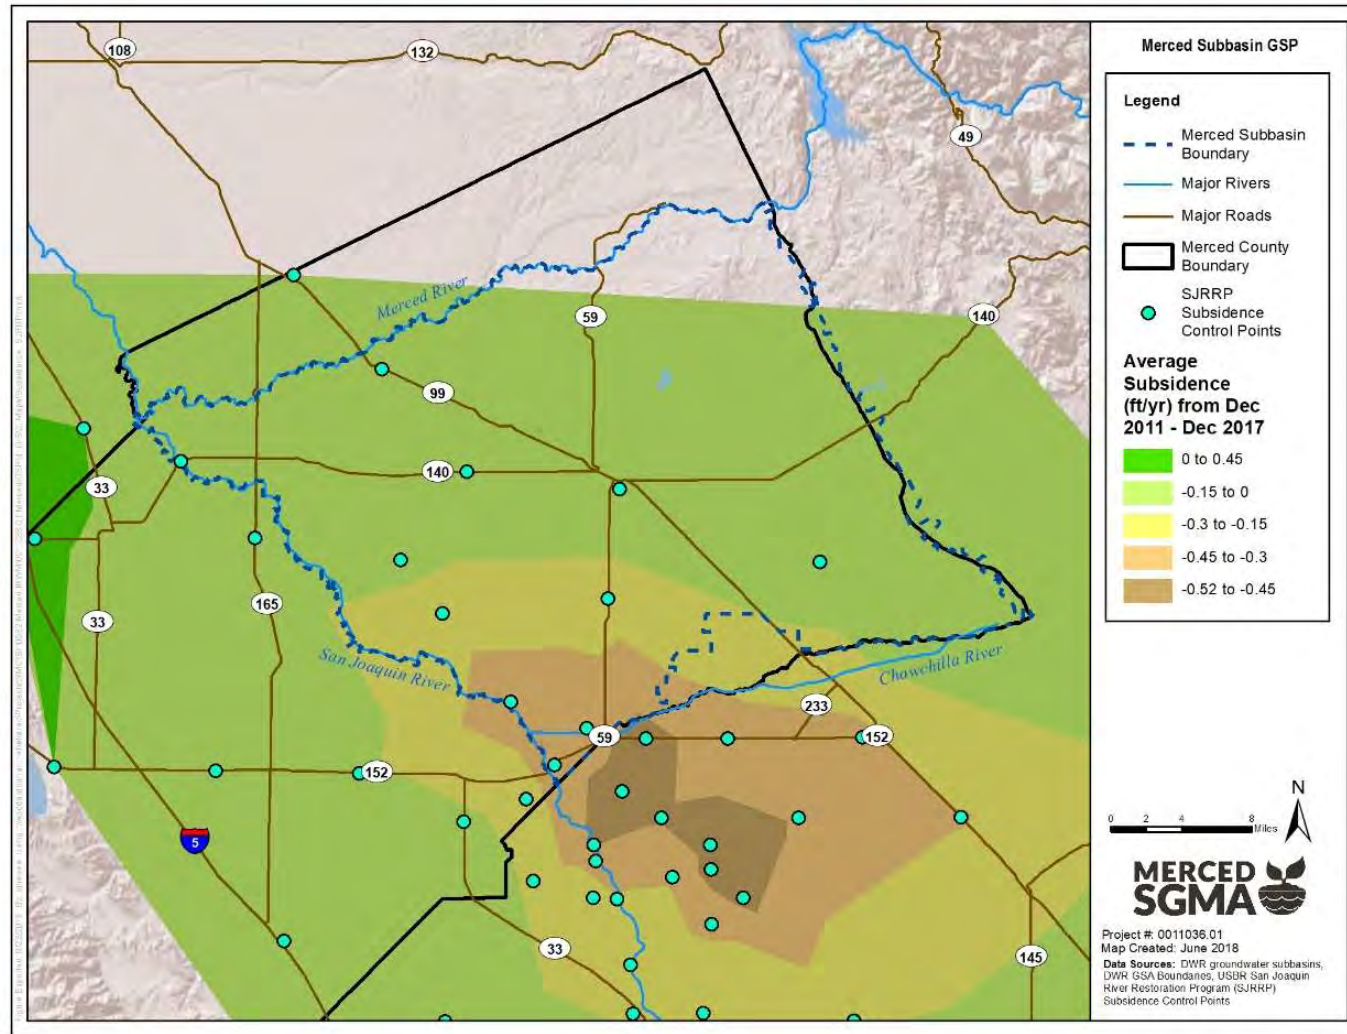 Merced Subbasin GSP
Legend
Merced Subbasin
Boundary
Major Rivers
Major Roads
Merced County
Boundary
SJRRP
Subsidence
Control Points
Average
Subsidence
(ft/yr) from Dec
2011 - Dec 2017
0 to 0.45
-0.15 to 0
-0.3 to -0.15
-0.45 to -0.3
-0.52 to -0.45
108
132
49
Merced River
59
140
99
140
33
165
33
San Joaquin River
Chowchilla River
233
59
152
152
5
33
145
N
0 2 4 8
Miles
MERCED
SGMA
Project #: 0011036.01
Map Created: June 2018
Data Sources: DWR groundwater subbasins,
DWR GSA Boundaries, USBR San Joaquin
River Restoration Program (SJRRP)
Subsidence Control Points